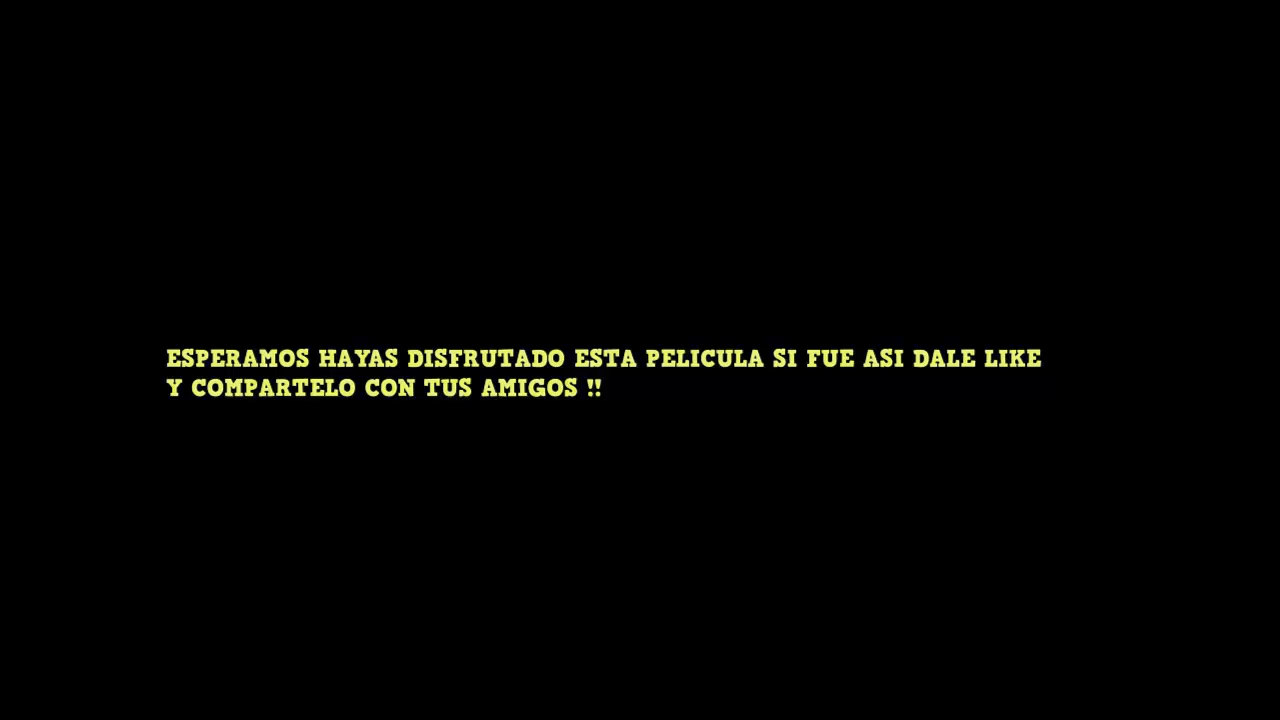 ESPERAMOS HAYAS DISFRUTADO ESTA PELICULA SI FUE ASI DALE LIKE
Y COMPARTELO CON TUS AMIGOS !!